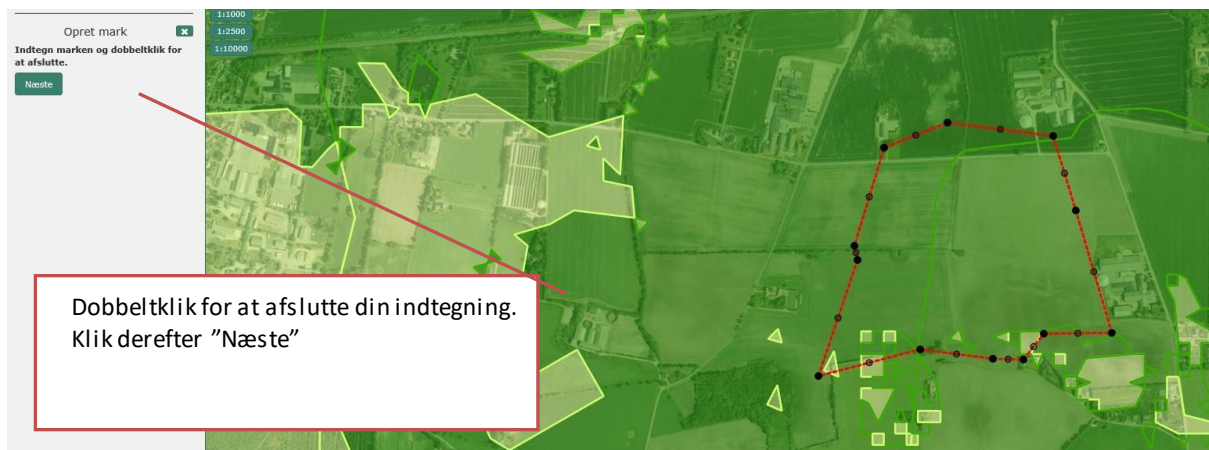 Opret mark
Indtegn marken og dobbeltklik for
at afslutte.
Næste
1:1000
1:2500
1:10000
Dobbeltklik for at afslutte din indtegning.
Klik derefter ”Næste”